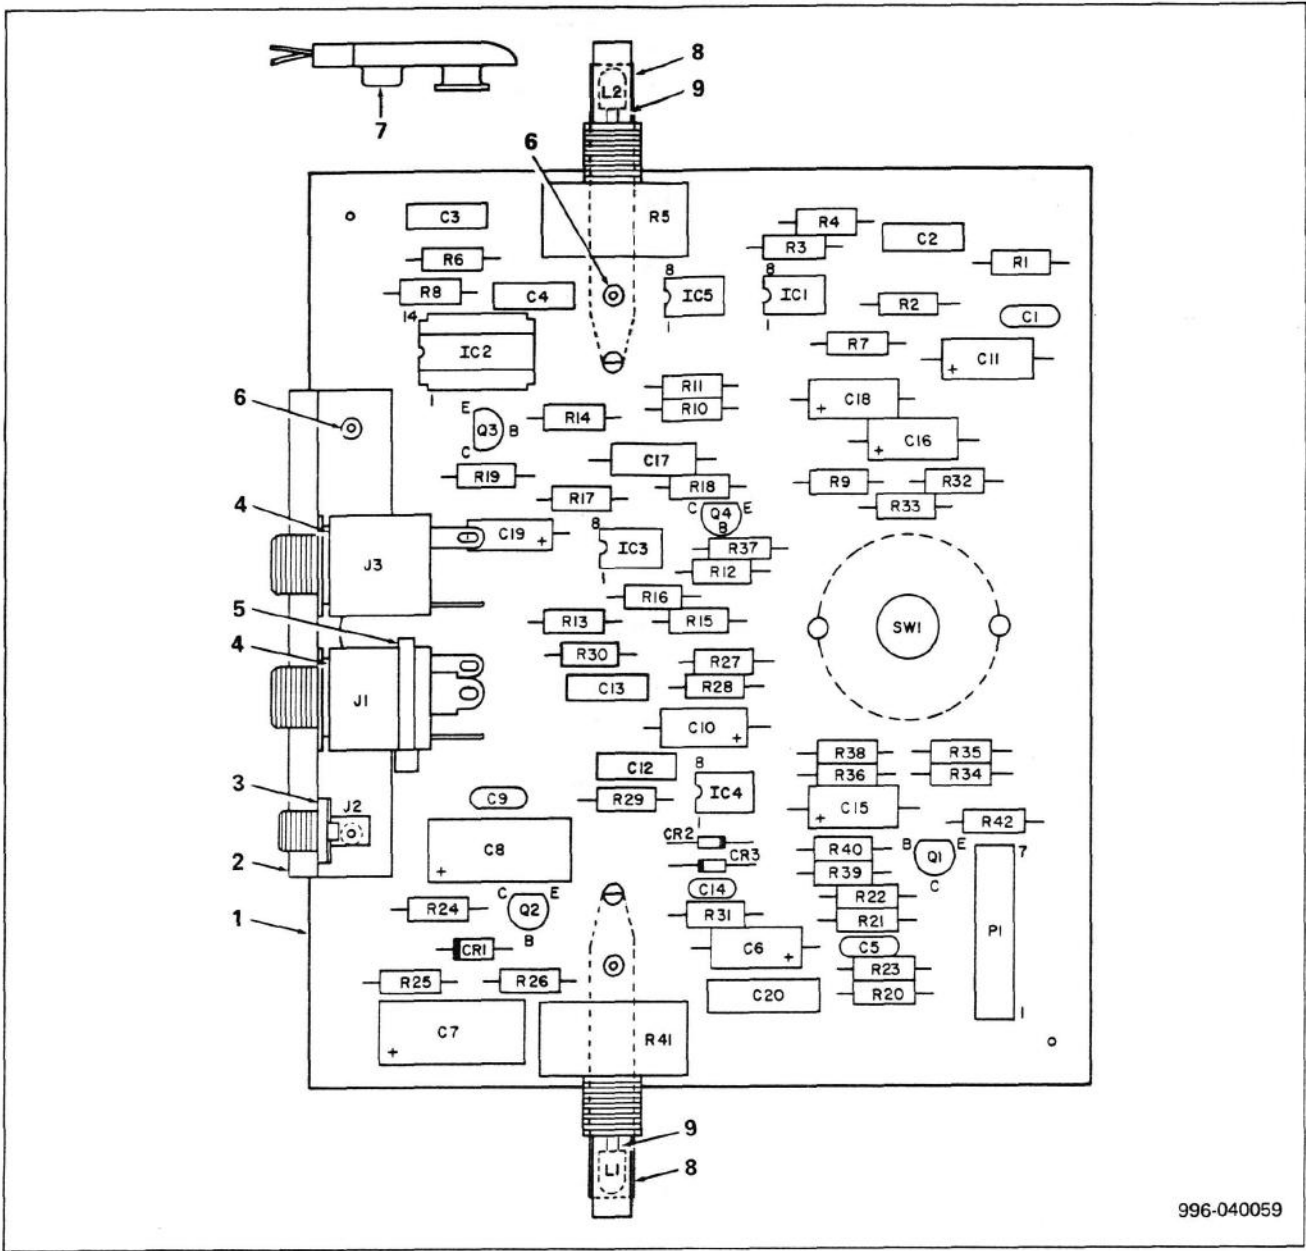 8
L2
9
7
6
C3
R5
R4
C2
R3
R6
R1
8
8
R8
C4
IC5
IC1
R2
C1
14
1
1
IC2
R7
C11
+
R11
C18
+
1
R10
6
E
Q3
B
R14
C16
+
C
C17
R19
R18
R9
R32
R17
C
Q4
E
R33
4
C19
+
8
B
IC3
R37
J3
R12
1
R16
5
R13
R15
SW1
4
R30
R27
C13
R28
J1
C10
+
R38
R35
C12
8
R36
R34
3
C9
R29
IC4
C15
+
J2
1
R42
CR2
C8
+
R40
B
Q1
E
7
2
CR3
R39
C
C
E
C14
R22
R24
Q2
R31
R21
1
B
P1
CR1
C6
+
C5
R23
R25
R26
C20
R20
1
C7
+
R41
9
L1
8
996-040059